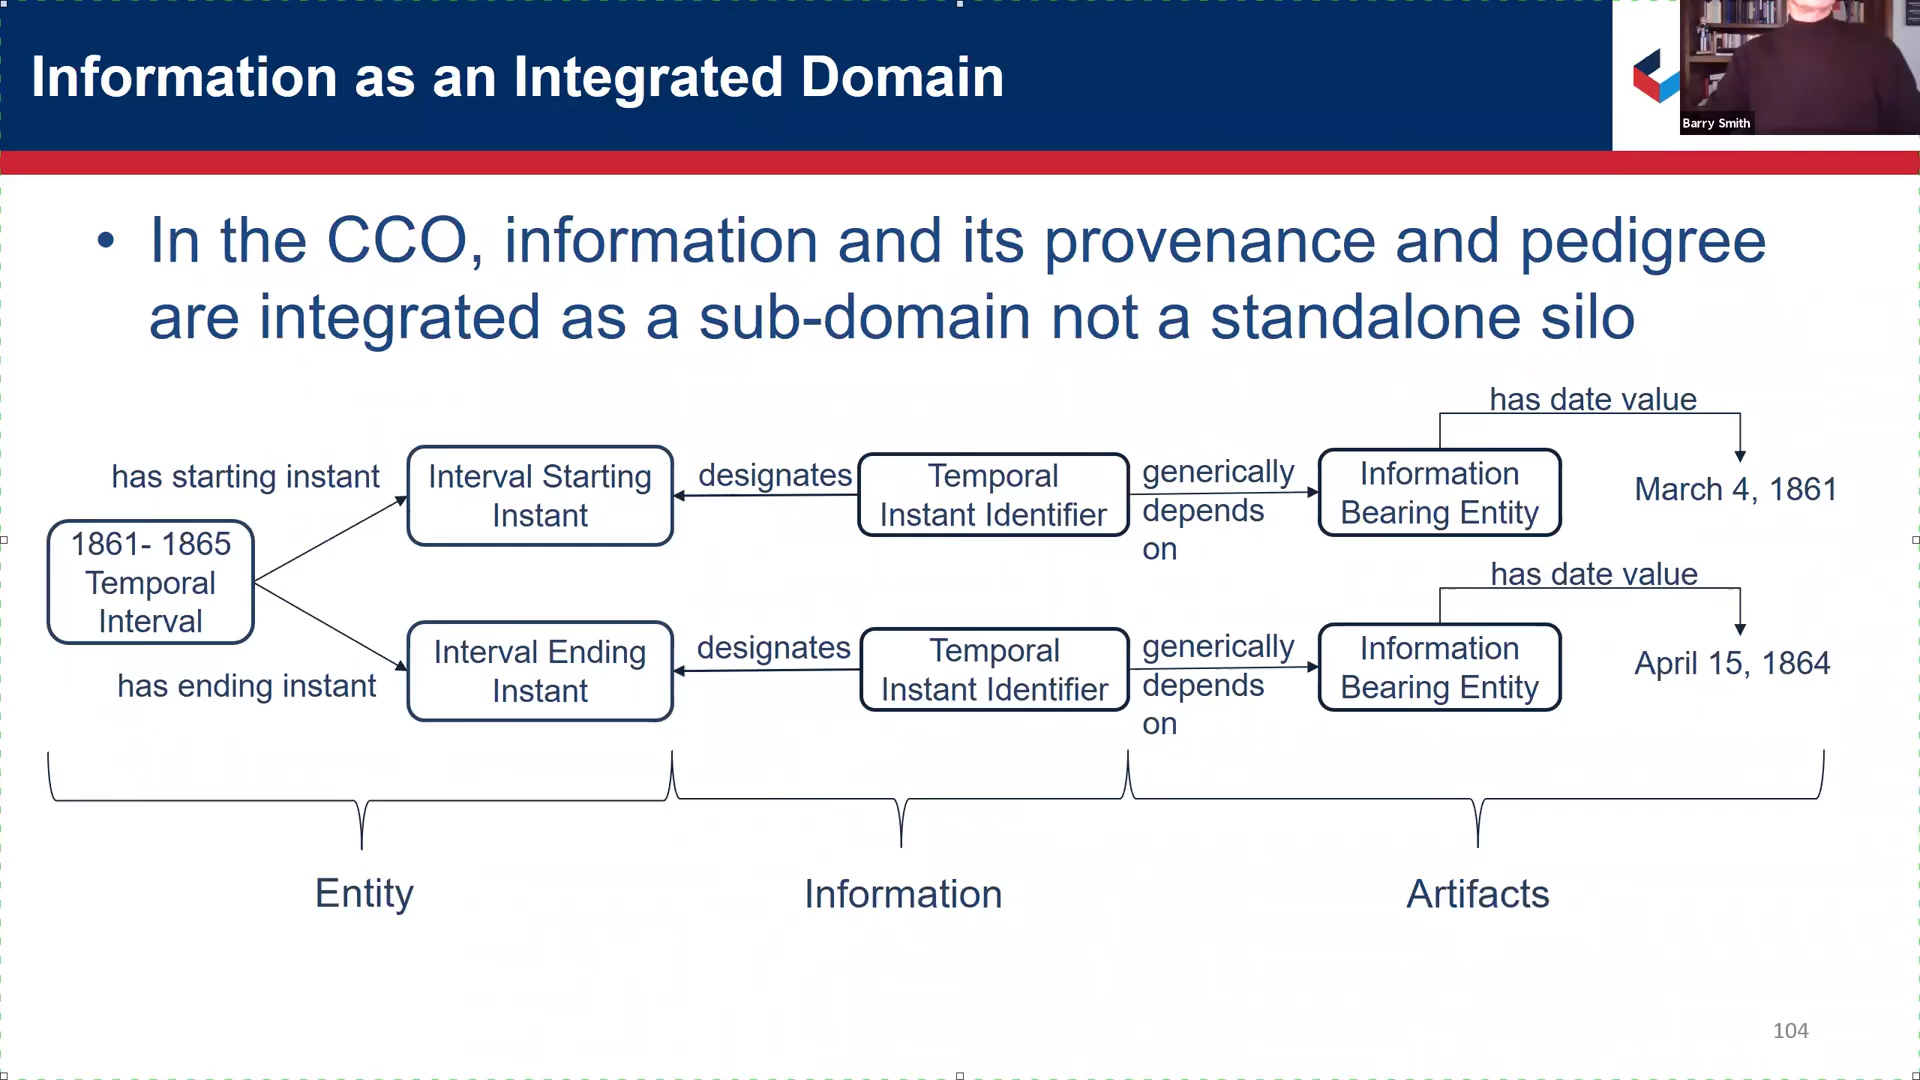 Information as an Integrated Domain
Barry Smith
• In the CCO, information and its provenance and pedigree
are integrated as a sub-domain not a standalone silo
has date value
has starting instant
Interval Starting
Instant
designates
Temporal
Instant Identifier
generically
depends
on
Information
Bearing Entity
March 4, 1861
1861- 1865
Temporal
Interval
has date value
has ending instant
Interval Ending
Instant
designates
Temporal
Instant Identifier
generically
depends
on
Information
Bearing Entity
April 15, 1864
Entity
Information
Artifacts
104